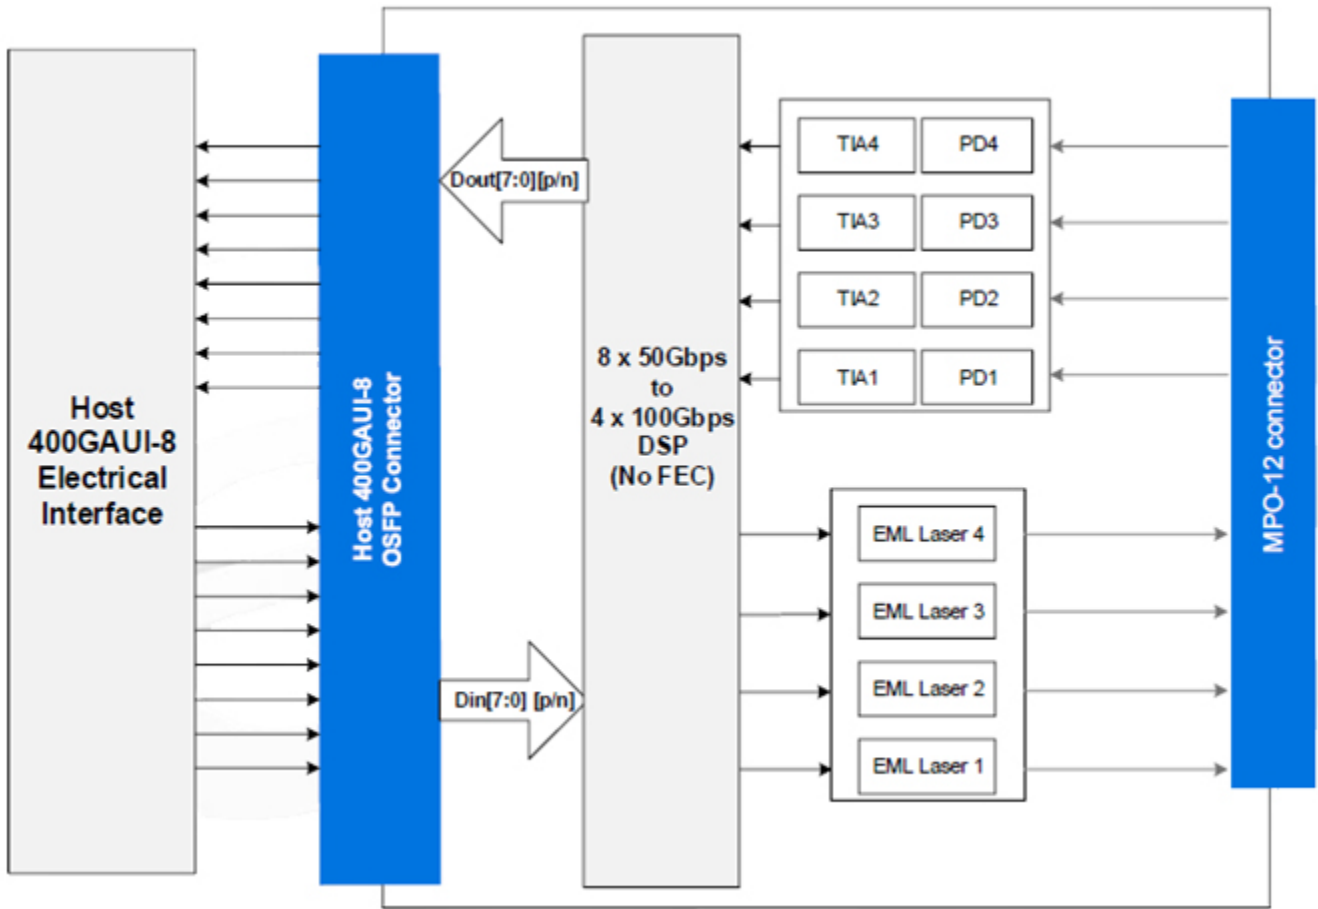 Host
400GAUI-8
Electrical
Interface
Host 400GAUI-8
OSFP Connector
Dout[7:0][p/n]
Din[7:0] [p/n]
8 x 50Gbps
to
4 x 100Gbps
DSP
(No FEC)
TIA4 PD4
TIA3 PD3
TIA2 PD2
TIA1 PD1
EML Laser 4
EML Laser 3
EML Laser 2
EML Laser 1
MPO-12 connector